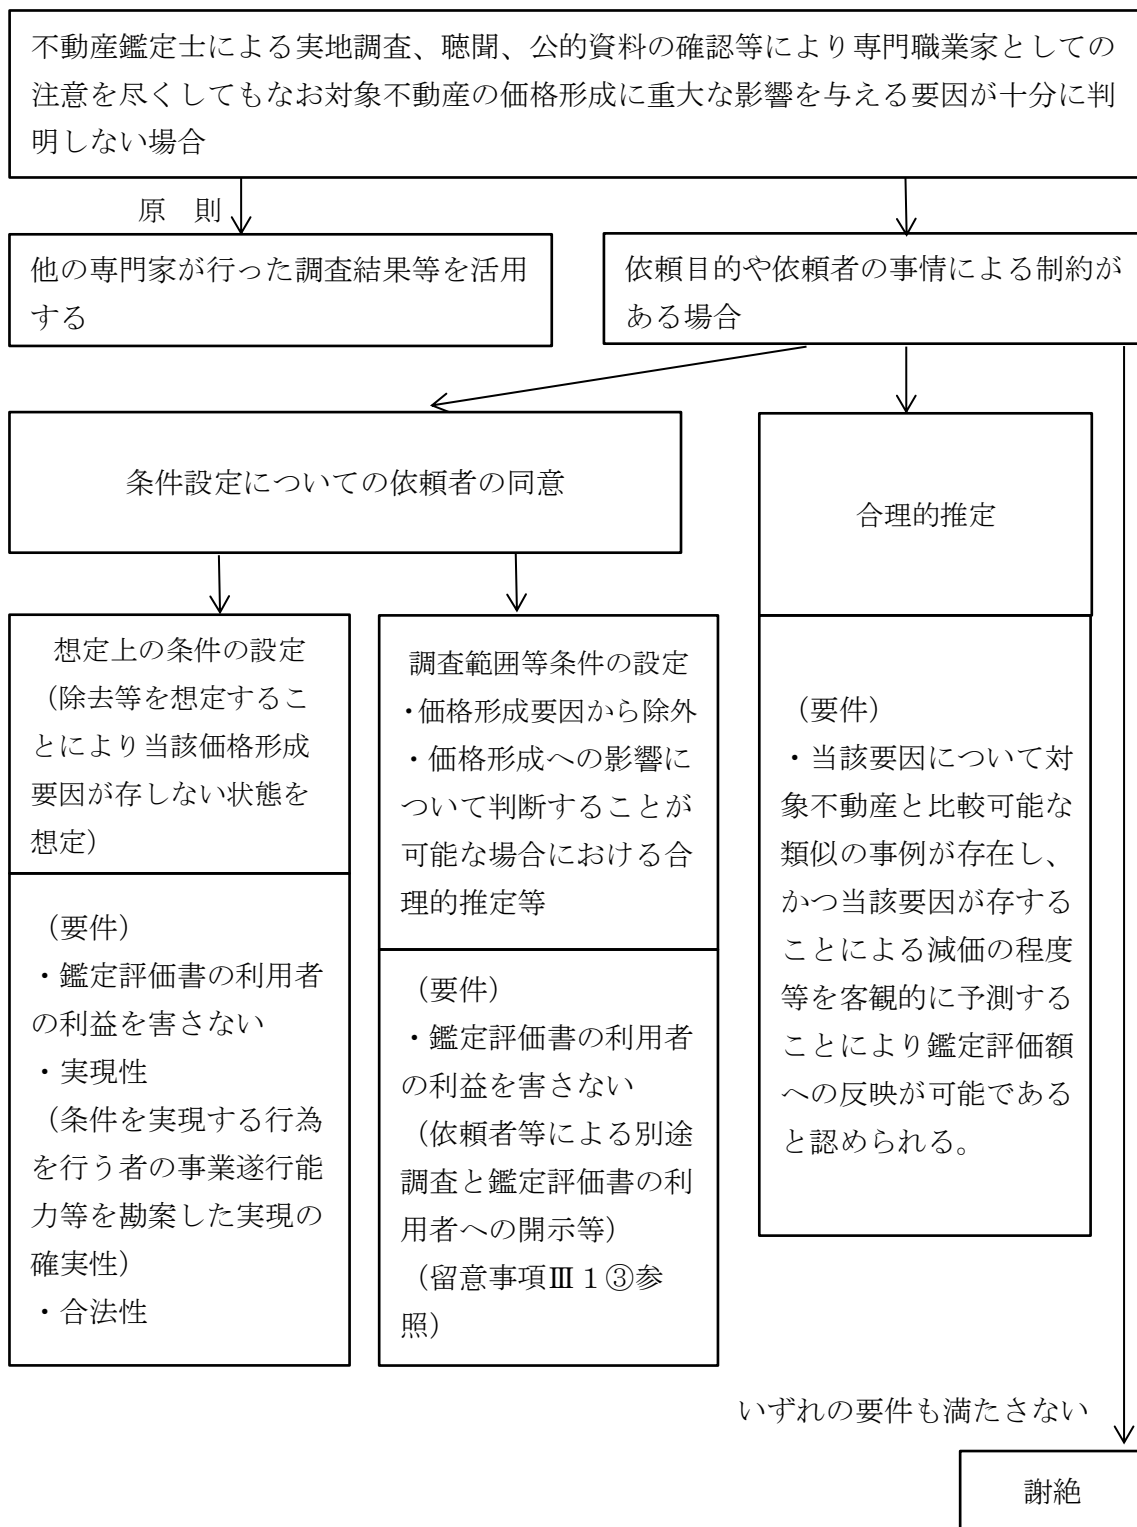 不動産鑑定士による実地調査、聴聞、公的資料の確認等により専門職業家としての
注意を尽くしてもなお対象不動産の価格形成に重大な影響を与える要因が十分に判
明しない場合
原　則
他の専門家が行った調査結果等を活用
する
依頼目的や依頼者の事情による制約が
ある場合
条件設定についての依頼者の同意
合理的推定
想定上の条件の設定
（除去等を想定するこ
とにより当該価格形成
要因が存しない状態を
想定）
（要件）
・鑑定評価書の利用者
の利益を害さない
・実現性
（条件を実現する行為
を行う者の事業遂行能
力等を勘案した実現の
確実性）
・合法性
調査範囲等条件の設定
・価格形成要因から除外
・価格形成への影響に
ついて判断することが
可能な場合における合
理的推定等
（要件）
・鑑定評価書の利用者
の利益を害さない
（依頼者等による別途
調査と鑑定評価書の利
用者への開示等）
（留意事項Ⅲ１③参
照）
（要件）
・当該要因について対
象不動産と比較可能な
類似の事例が存在し、
かつ当該要因が存する
ことによる減価の程度
等を客観的に予測する
ことにより鑑定評価額
への反映が可能である
と認められる。
いずれの要件も満たさない
謝絶